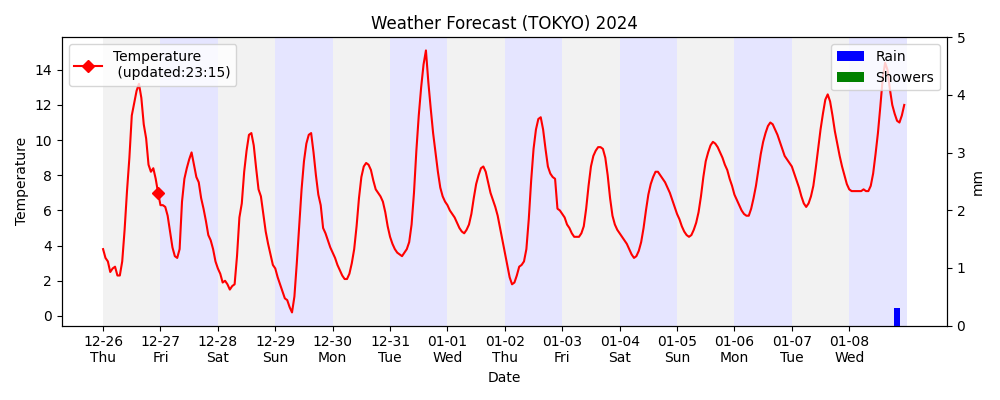 Weather Forecast (TOKYO) 2024
Temperature
(updated:23:15)
Rain
Showers
Temperature
14
12
10
8
6
4
2
0
5
4
3
2
1
0
mm
12-26 12-27 12-28 12-29 12-30 12-31 01-01 01-02 01-03 01-04 01-05 01-06 01-07 01-08
Thu Fri Sat Sun Mon Tue Wed Thu Fri Sat Sun Mon Tue Wed
Date